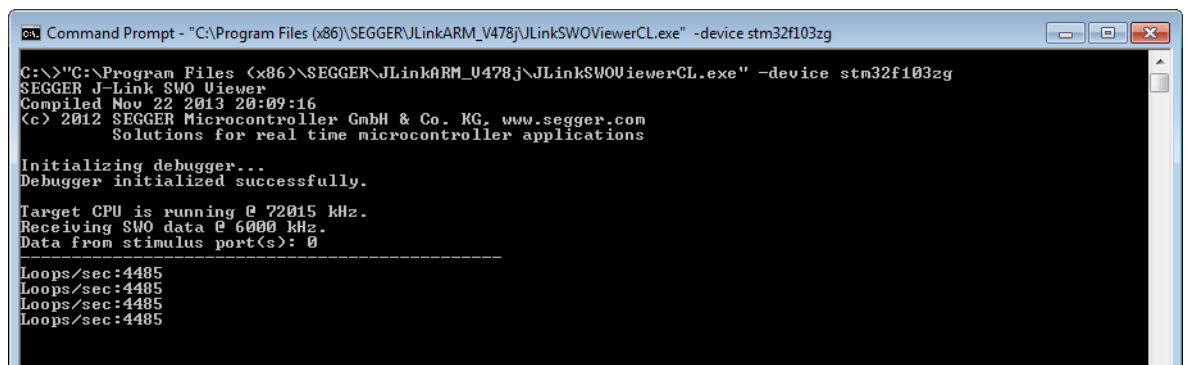 Command Prompt - "C:\Program Files (x86)\SEGGER\JLinkARM_V478j\JLinkSWOViewerCL.exe" -device stm32f103zg
C:\>"C:\Program Files (x86)\SEGGER\JLinkARM_V478j\JLinkSWOViewerCL.exe" -device stm32f103zg
SEGGER J-Link SWO Viewer
Compiled Nov 22 2013 20:09:16
(c) 2012 SEGGER Microcontroller GmbH & Co. KG, www.segger.com
Solutions for real time microcontroller applications
Initializing debugger...
Debugger initialized successfully.
Target CPU is running @ 72015 kHz.
Receiving SWO data @ 6000 kHz.
Data from stimulus port(s): 0
------------------------------------------------
Loops/sec:4485
Loops/sec:4485
Loops/sec:4485
Loops/sec:4485